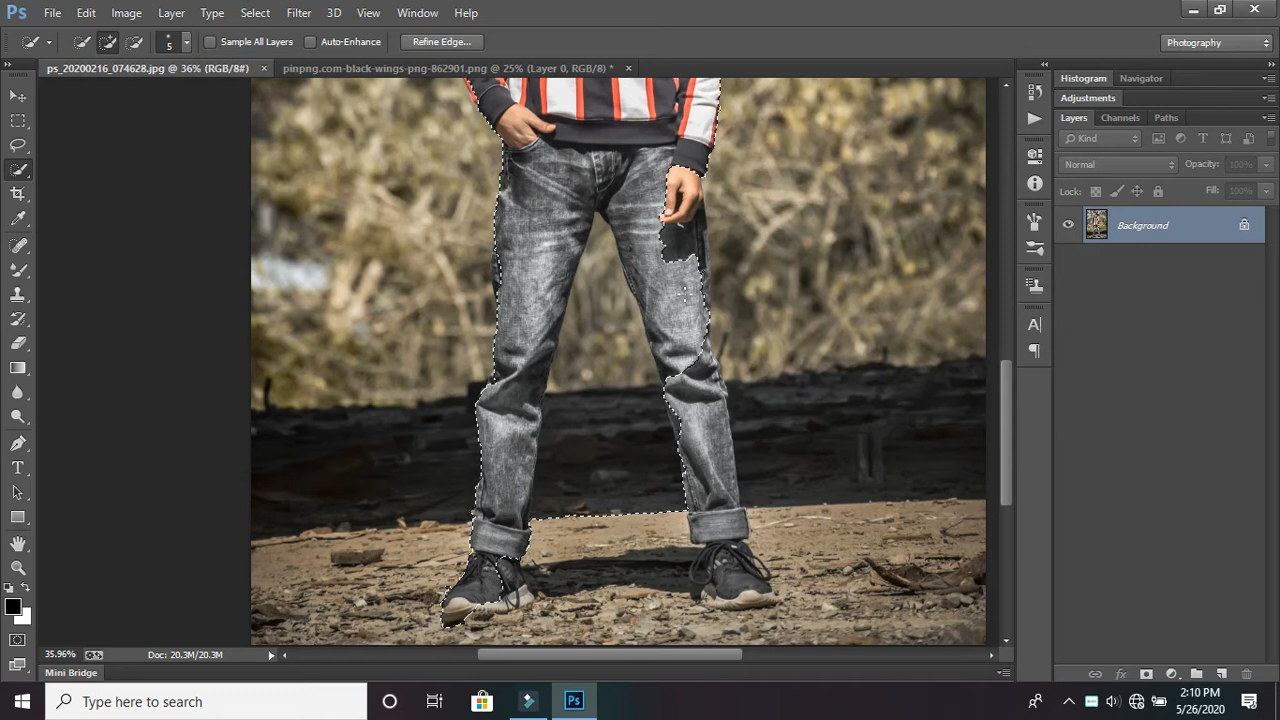 Ps File Edit Image Layer Type Select Filter 3D View Window Help
5 Sample All Layers Auto-Enhance Refine Edge... Photography
ps_20200216_074628.jpg @ 36% (RGB/8#) × pinpng.com-black-wings-png-862901.png @ 25% (Layer 0, RGB/8) * ×
Histogram Navigator
Adjustments
Layers Channels Paths
Kind
Normal Opacity: 100%
Lock: Fill: 100%
Background
35.96% Doc: 20.3M/20.3M
Mini Bridge
Type here to search
Ps
2:10 PM
5/26/2020